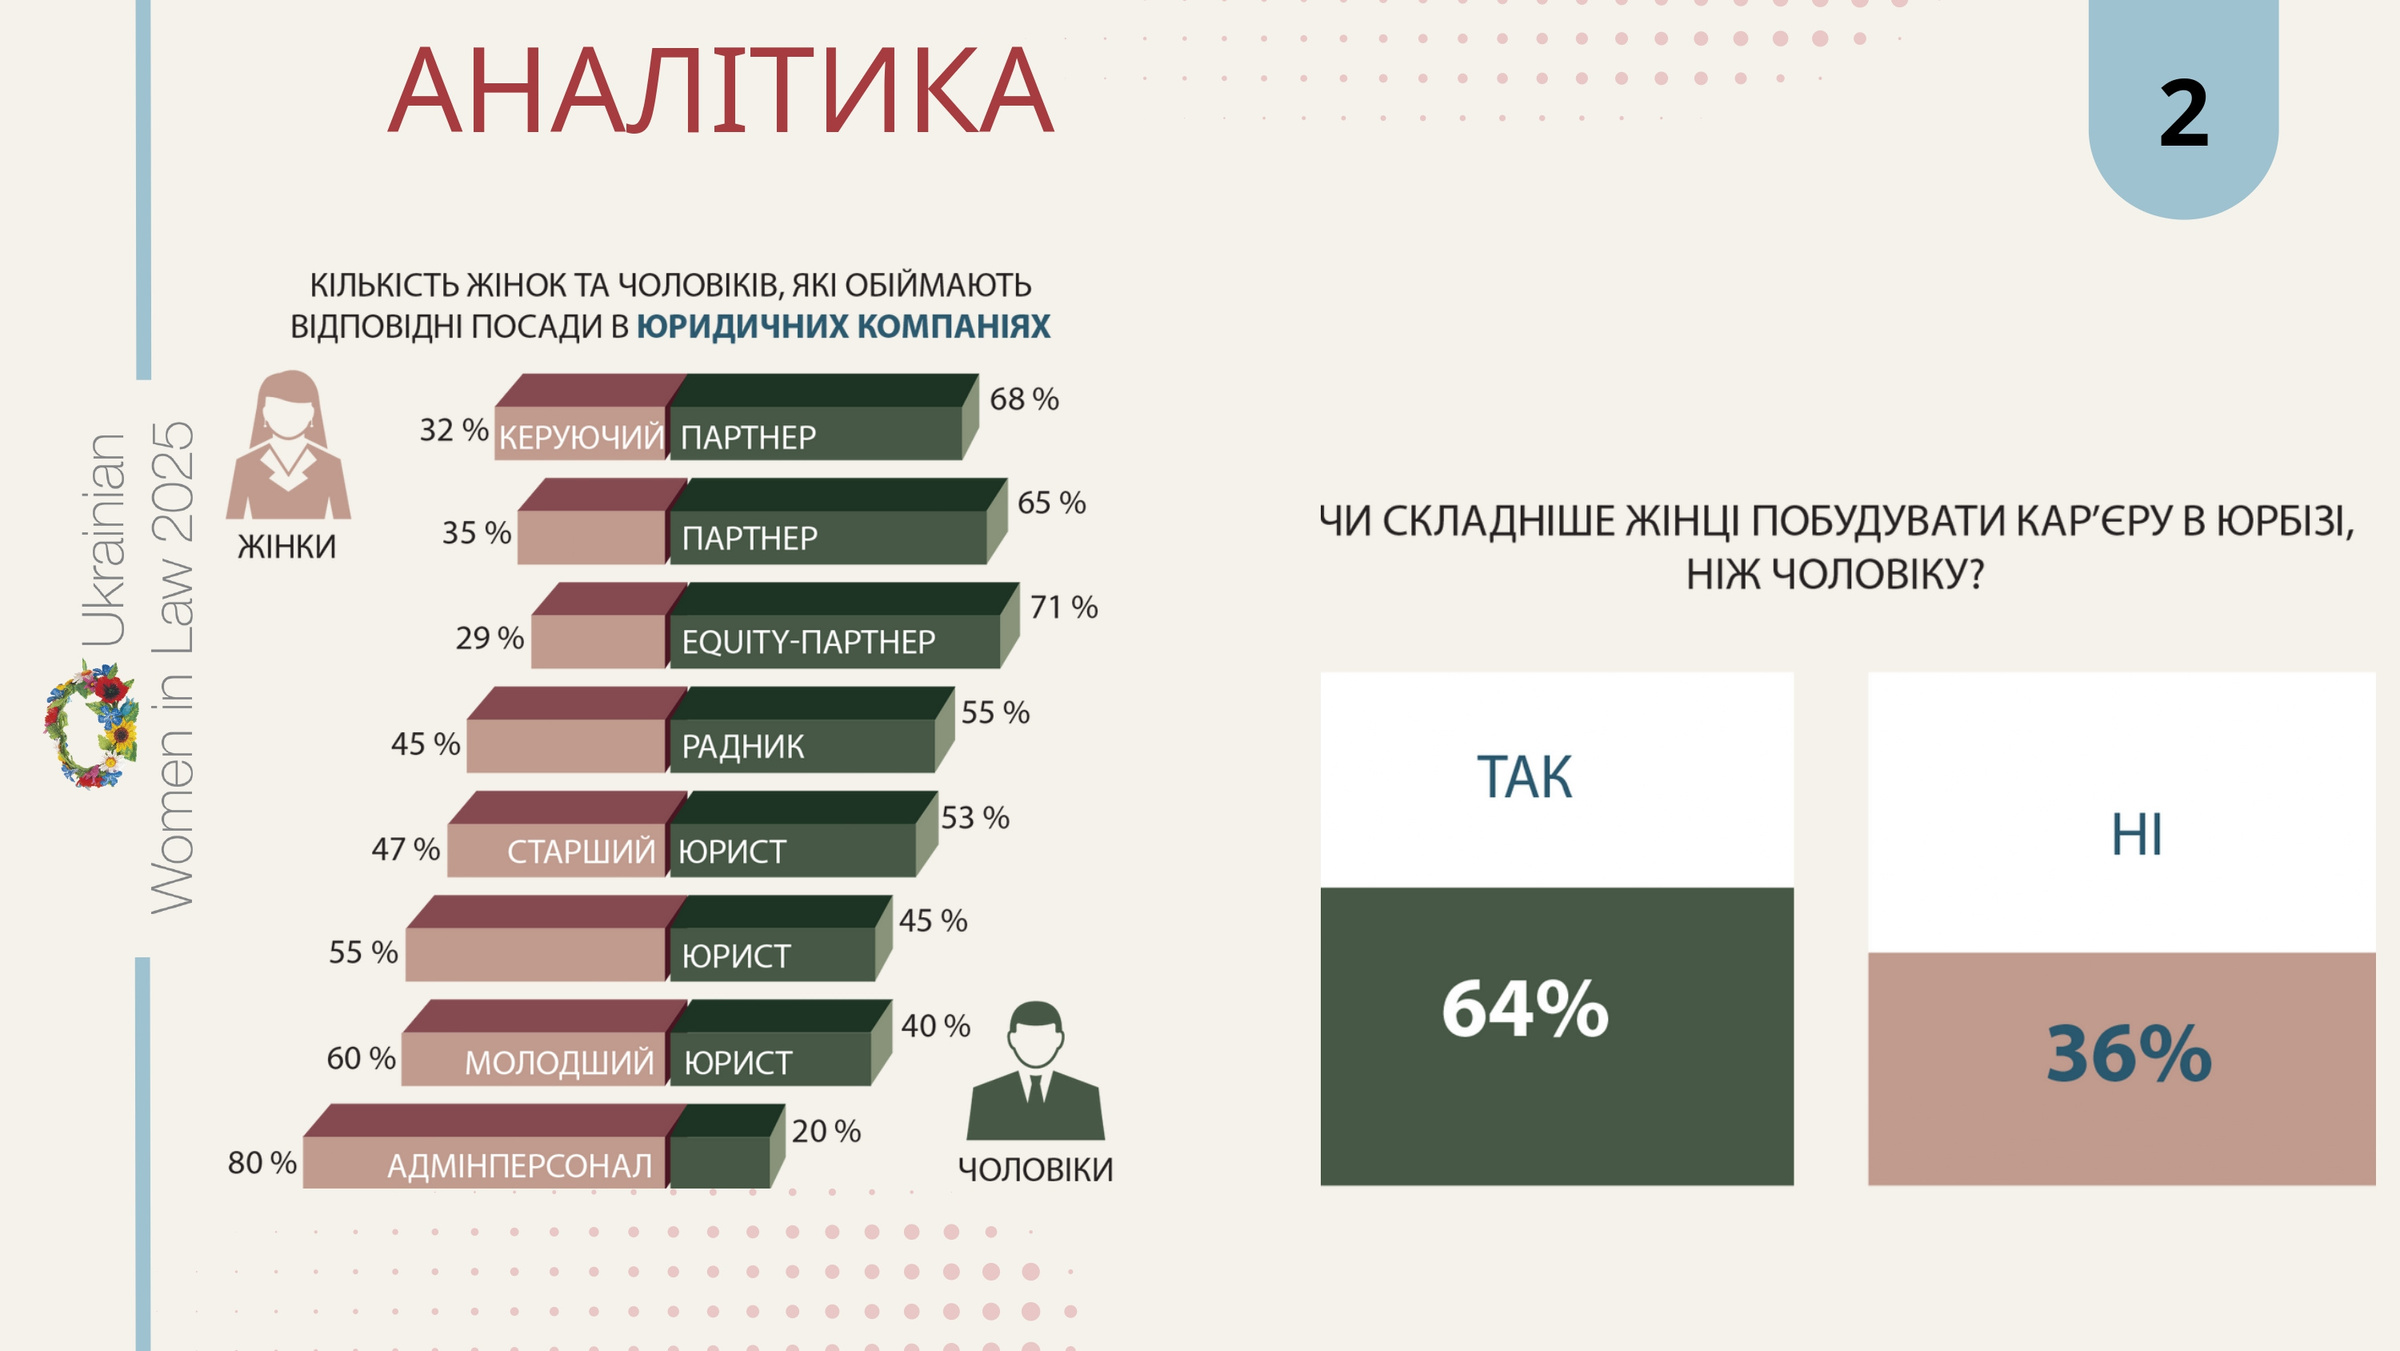 АНАЛІТИКА
2
Ukrainian
Women in Law 2025
КІЛЬКІСТЬ ЖІНОК ТА ЧОЛОВІКІВ, ЯКІ ОБІЙМАЮТЬ
ВІДПОВІДНІ ПОСАДИ В ЮРИДИЧНИХ КОМПАНІЯХ
ЖІНКИ
32 % КЕРУЮЧИЙ ПАРТНЕР 68 %
35 % ПАРТНЕР 65 %
29 % EQUITY-ПАРТНЕР 71 %
45 % РАДНИК 55 %
47 % СТАРШИЙ ЮРИСТ 53 %
55 % ЮРИСТ 45 %
60 % МОЛОДШИЙ ЮРИСТ 40 %
80 % АДМІНПЕРСОНАЛ 20 %
ЧОЛОВІКИ
ЧИ СКЛАДНІШЕ ЖІНЦІ ПОБУДУВАТИ КАР’ЄРУ В ЮРБІЗІ,
НІЖ ЧОЛОВІКУ?
ТАК
64%
НІ
36%